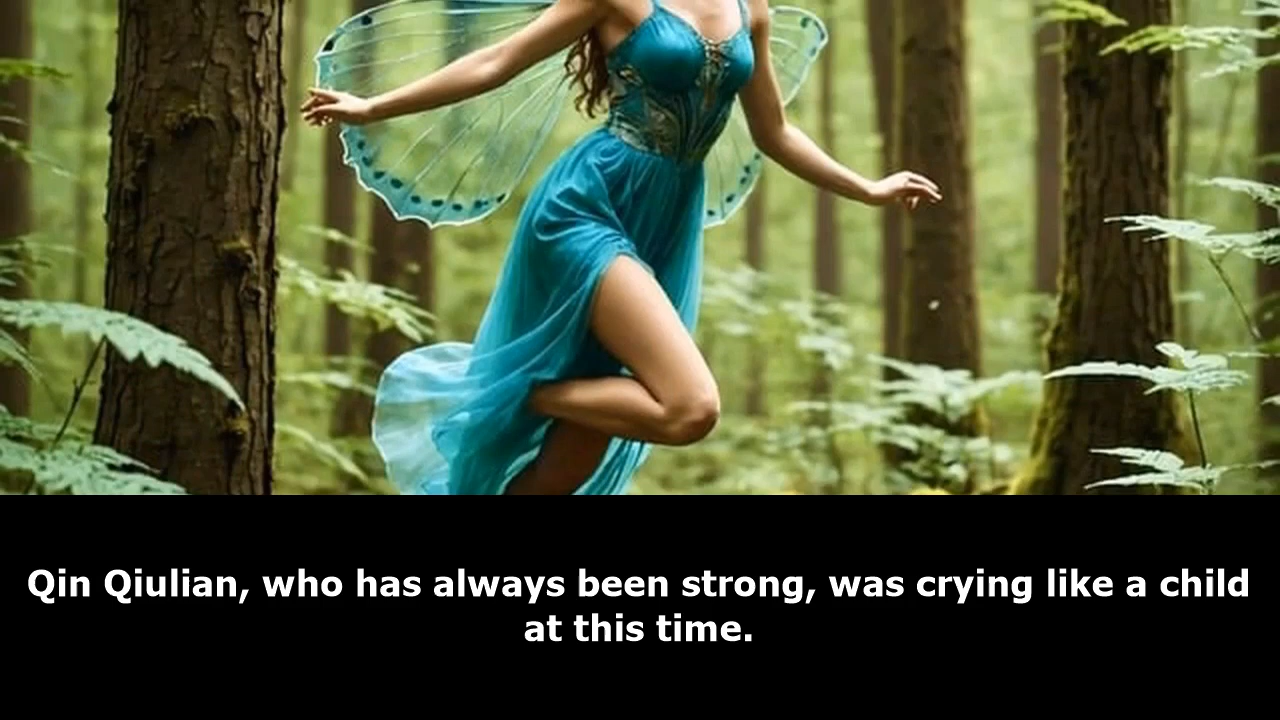 Qin Qiulian, who has always been strong, was crying like a child
at this time.